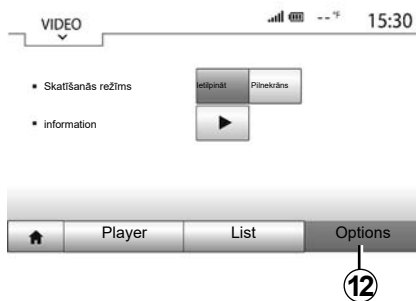 VIDEO
--°F 15:30
▪ Skatīšanās režīms
Ietilpināt Pilnekrāns
▪ information
Player List Options
12